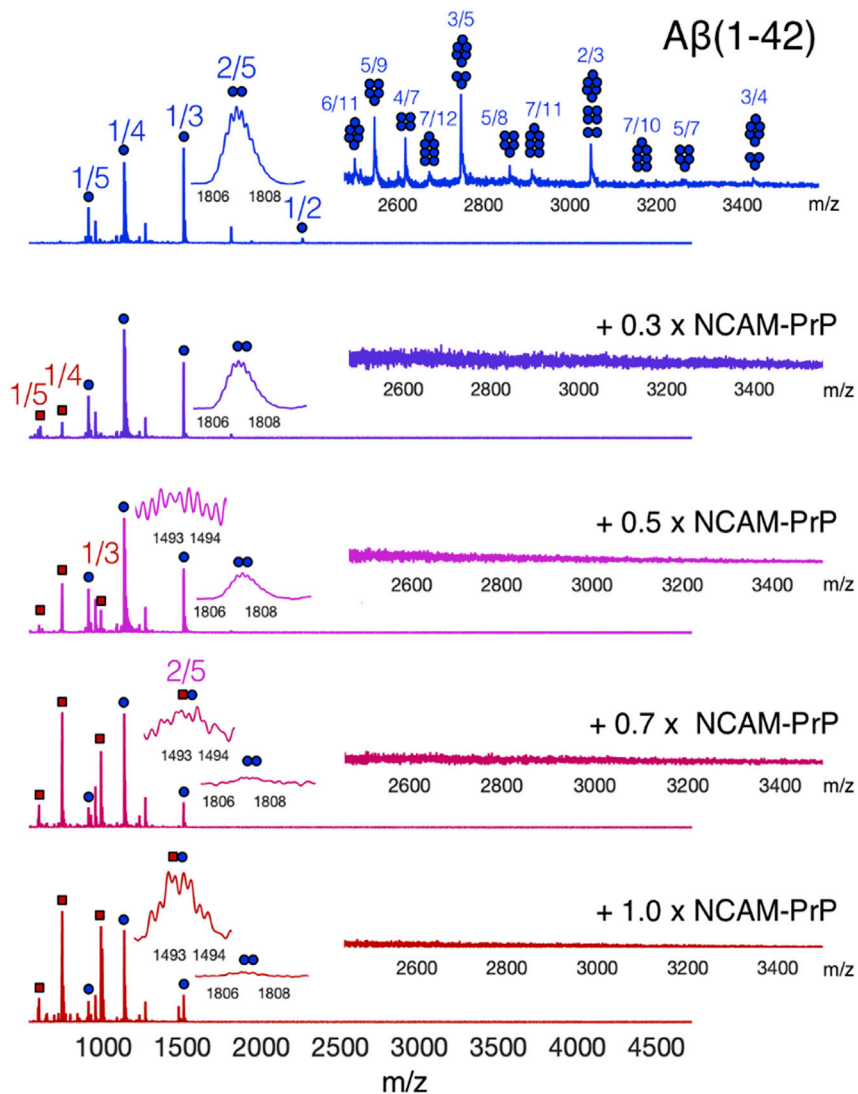 Aβ(1-42)
3/5
2/5
5/9
2/3
6/11
4/7
7/12
5/8
7/11
7/10
5/7
3/4
1/3
1/4
1/5
1806 1808
1/2
2600 2800 3000 3200 3400 m/z
+ 0.3 x NCAM-PrP
1/5
1/4
1806 1808
2600 2800 3000 3200 3400 m/z
+ 0.5 x NCAM-PrP
1493 1494
1/3
1806 1808
2600 2800 3000 3200 3400 m/z
2/5
+ 0.7 x NCAM-PrP
1493 1494
1806 1808
2600 2800 3000 3200 3400 m/z
+ 1.0 x NCAM-PrP
1493 1494
1806 1808
2600 2800 3000 3200 3400 m/z
1000 1500 2000 2500 3000 3500 4000 4500
m/z